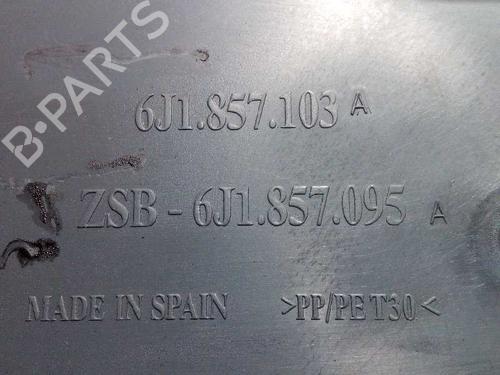 B-PARTS
6J1.857.103 A
ZSB - 6J1.857.095 A
MADE IN SPAIN >PP/PE T30<